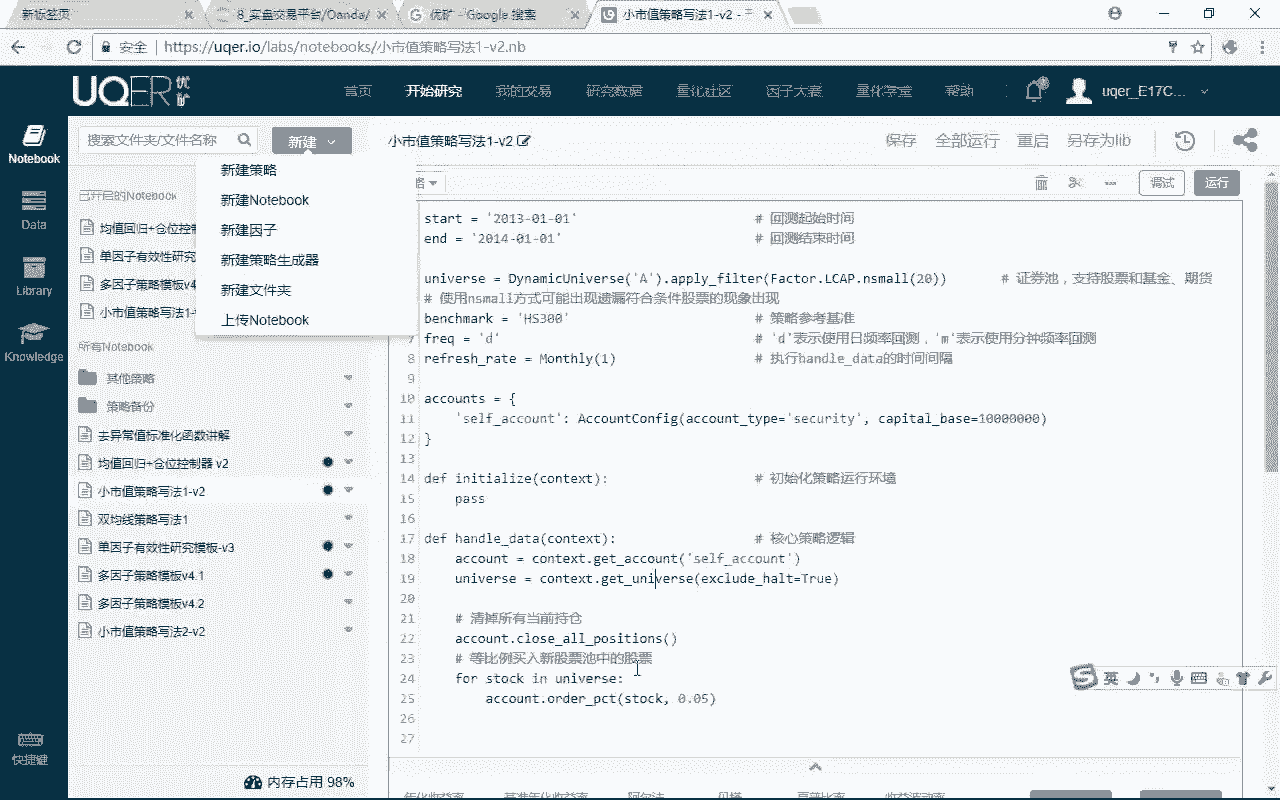 新标签页
8_实盘交易平台/Oanda/
优矿 - Google 搜索
小市值策略写法1-v2 -
安全 | https://uqer.io/labs/notebooks/小市值策略写法1-v2.nb
UQER 优矿
首页 开始研究 我的交易 研究数据 量化社区 因子大赛 量化学堂 帮助
uqer_E17C...
Notebook
Data
Library
Knowledge
快捷键
搜索文件夹/文件名称
新建
新建策略
新建Notebook
新建因子
新建策略生成器
新建文件夹
上传Notebook
已开启的Notebook
均值回归+仓位控制
单因子有效性研究
多因子策略模板v4
小市值策略写法1-
所有Notebook
其他策略
策略备份
去异常值标准化函数讲解
均值回归+仓位控制器 v2
小市值策略写法1-v2
双均线策略写法1
单因子有效性研究模板-v3
多因子策略模板v4.1
多因子策略模板v4.2
小市值策略写法2-v2
内存占用 98%
小市值策略写法1-v2
保存 全部运行 重启 另存为lib
略
调试 运行
start = '2013-01-01' # 回测起始时间
end = '2014-01-01' # 回测结束时间
universe = DynamicUniverse('A').apply_filter(Factor.LCAP.nsmall(20)) # 证券池，支持股票和基金、期货
# 使用nsmall方式可能出现遗漏符合条件股票的现象出现
benchmark = 'HS300' # 策略参考基准
7 freq = 'd' # 'd'表示使用日频率回测，'m'表示使用分钟频率回测
8 refresh_rate = Monthly(1) # 执行handle_data的时间间隔
9
10 accounts = {
11 'self_account': AccountConfig(account_type='security', capital_base=10000000)
12 }
13
14 def initialize(context): # 初始化策略运行环境
15 pass
16
17 def handle_data(context): # 核心策略逻辑
18 account = context.get_account('self_account')
19 universe = context.get_universe(exclude_halt=True)
20
21 # 清掉所有当前持仓
22 account.close_all_positions()
23 # 等比例买入新股票池中的股票
24 for stock in universe:
25 account.order_pct(stock, 0.05)
26
27
英
年化收益率 基准年化收益率 阿尔法 贝塔 夏普比率 收益波动率